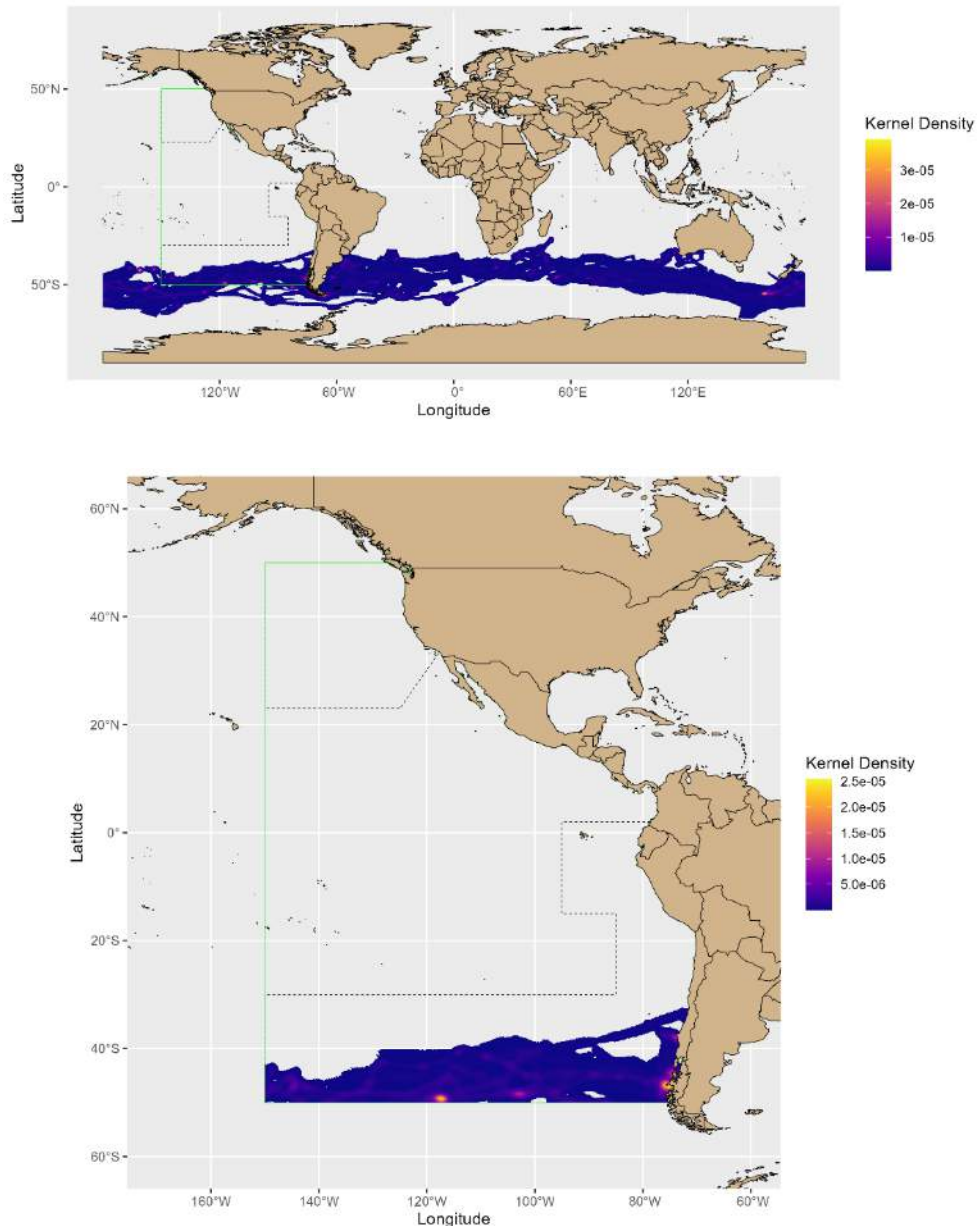 50°N
0°
50°S
Latitude
120°W
60°W
0°
60°E
120°E
Longitude
Kernel Density
3e-05
2e-05
1e-05
60°N
40°N
20°N
0°
20°S
40°S
60°S
Latitude
160°W
140°W
120°W
100°W
80°W
60°W
Longitude
Kernel Density
2.5e-05
2.0e-05
1.5e-05
1.0e-05
5.0e-06